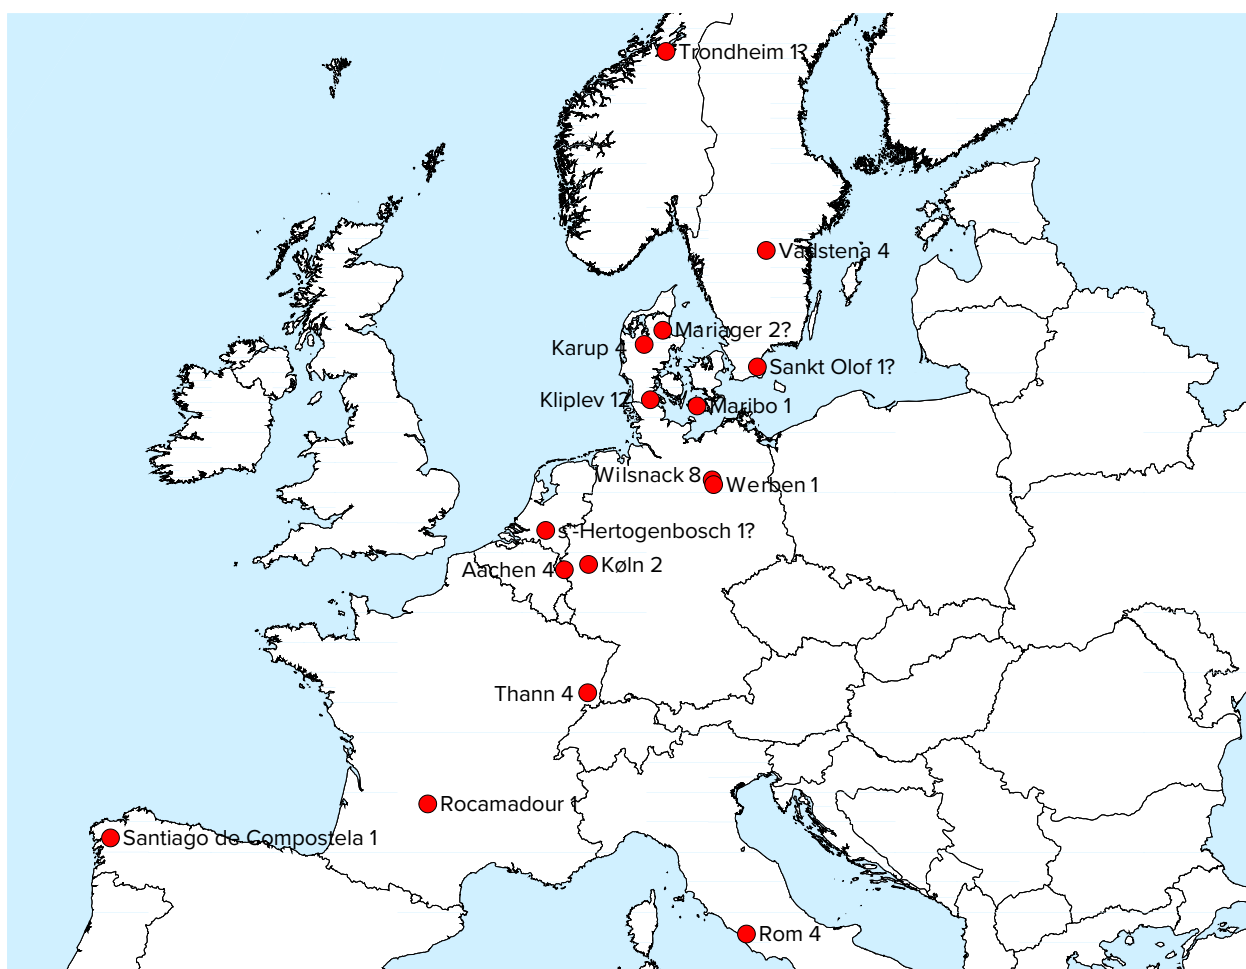 Trondheim 1?
Vadstena 4
Mariager 2?
Karup 4
Sankt Olof 1?
Kliplev 12
Maribo 1
Wilsnack 8
Werben 1
s'-Hertogenbosch 1?
Køln 2
Aachen 4
Thann 4
Rocamadour 1
Santiago de Compostela 1
Rom 4